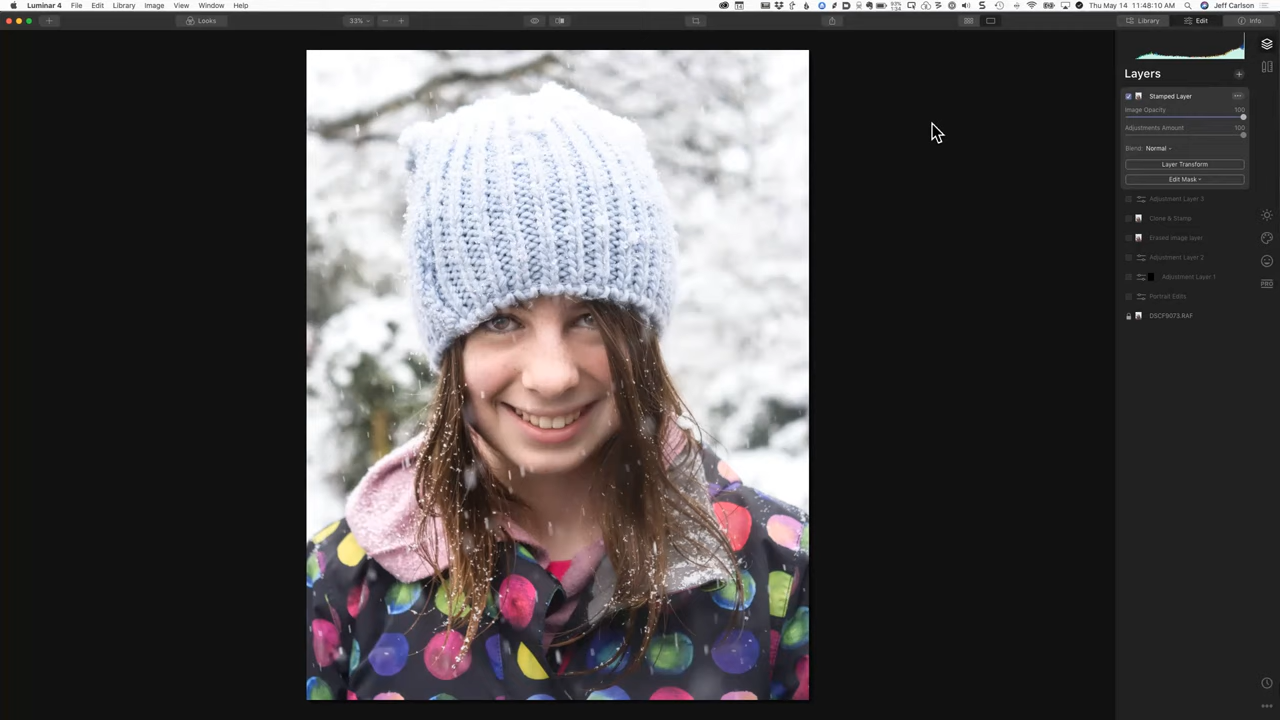 Luminar 4 File Edit Library Image View Window Help Thu May 14 11:48:10 AM Jeff Carlson
Looks 33% Library Edit Info
Layers
Stamped Layer
Image Opacity 100
Adjustments Amount 100
Blend: Normal
Layer Transform
Edit Mask
Adjustment Layer 3
Clone & Stamp
Erased image layer
Adjustment Layer 2
Adjustment Layer 1
Portrait Edits
DSCF9073.RAF
PRO